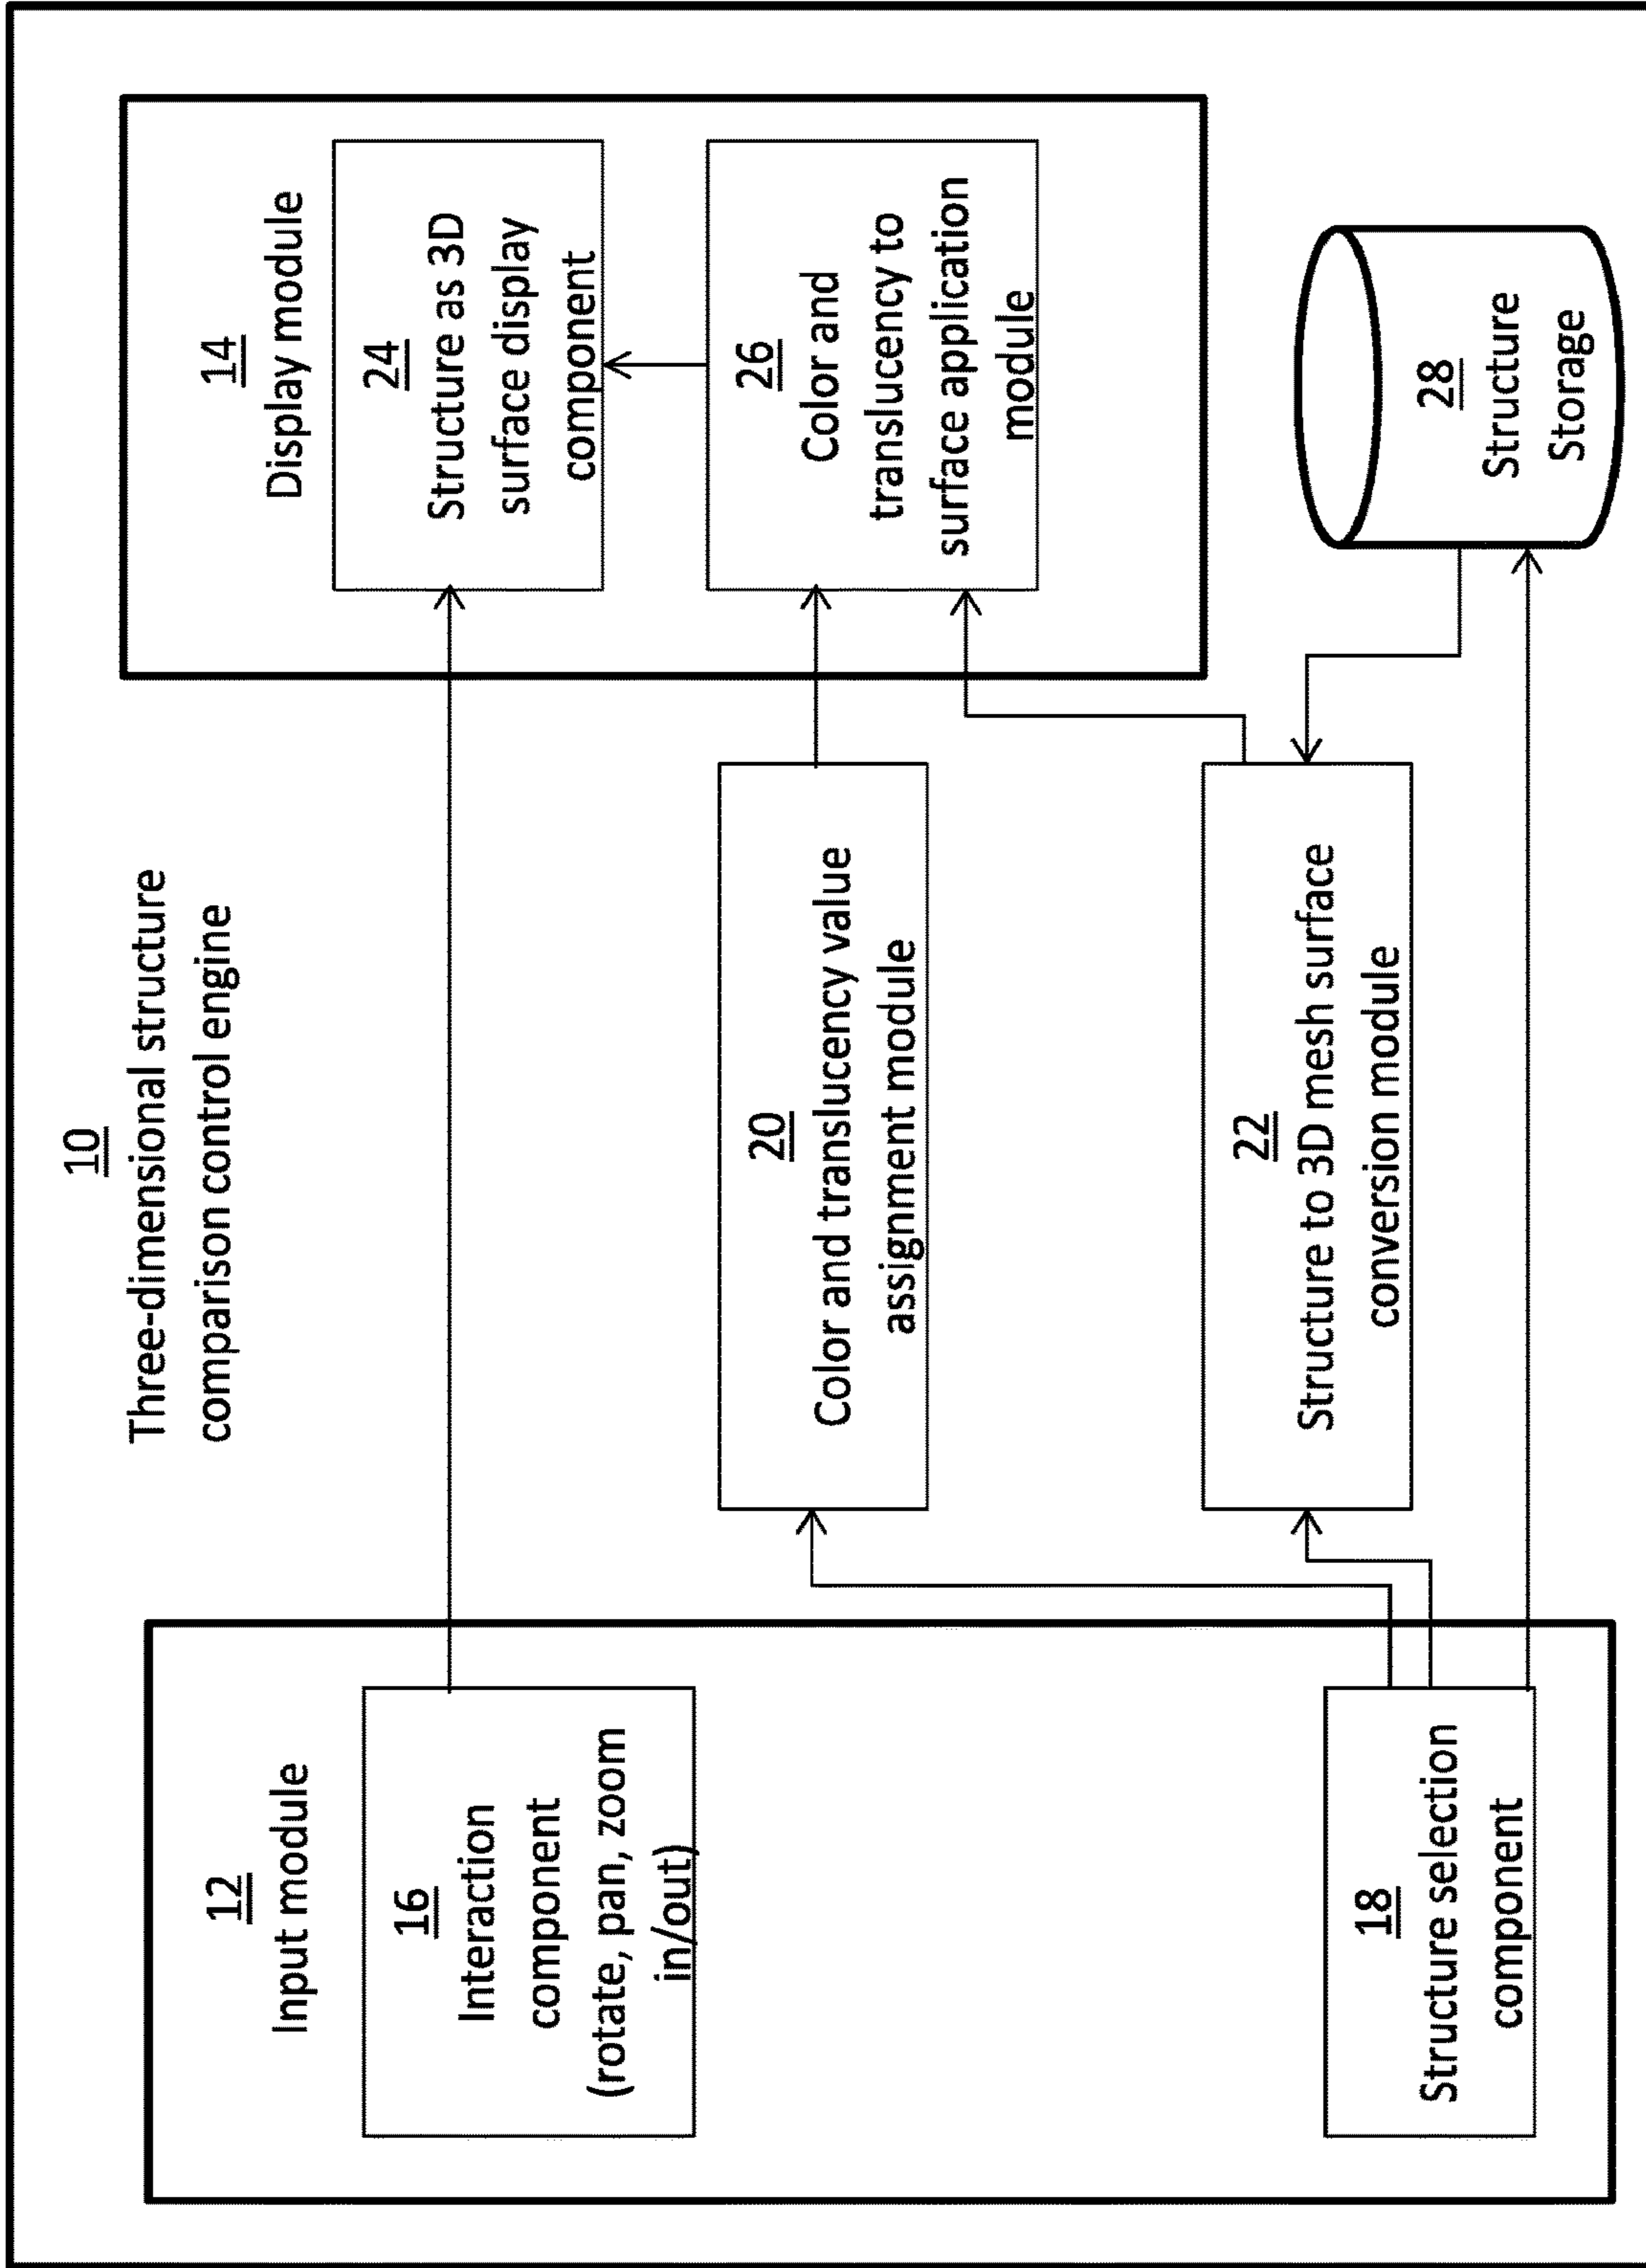 10
Three-dimensional structure
comparison control engine
12
Input module
16
Interaction
component
(rotate, pan, zoom
in/out)
18
Structure selection
component
20
Color and translucency value
assignment module
22
Structure to 3D mesh surface
conversion module
14
Display module
24
Structure as 3D
surface display
component
26
Color and
translucency to
surface application
module
28
Structure
Storage